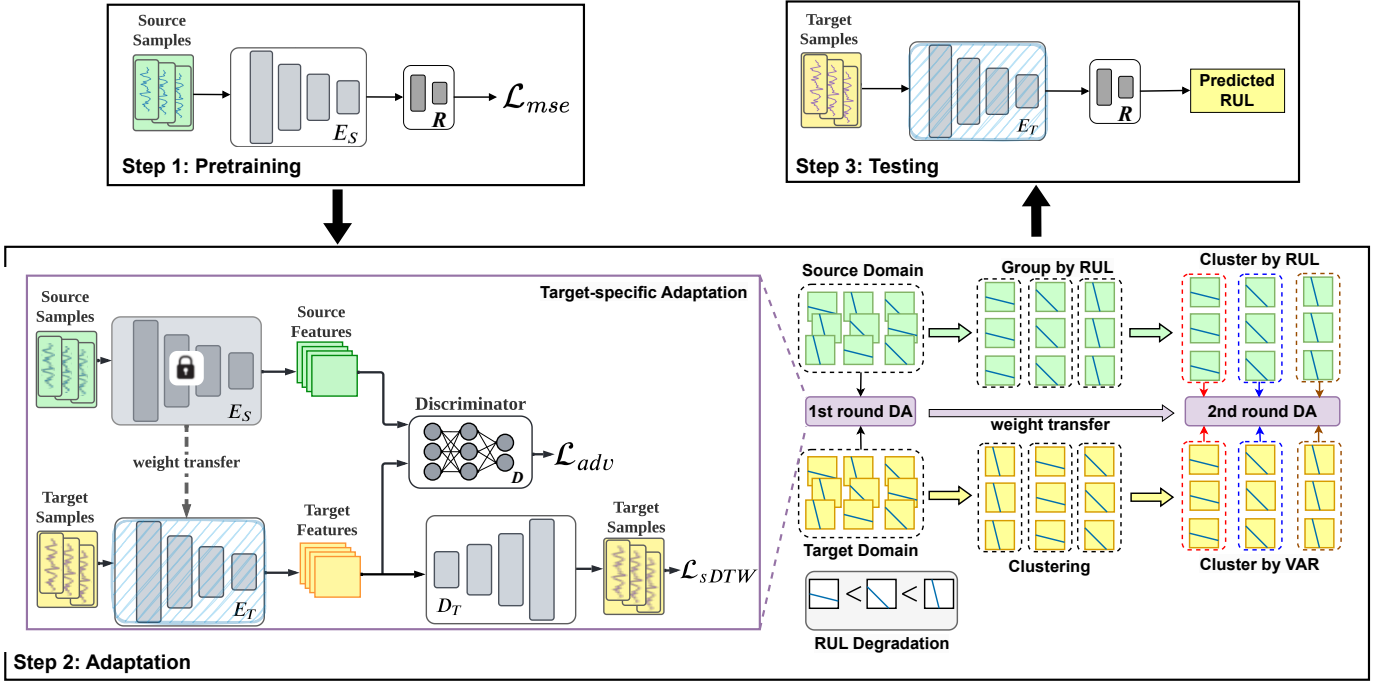 Source
Samples
E_S
R
ℒ_mse
Step 1: Pretraining
Target
Samples
E_T
R
Predicted
RUL
Step 3: Testing
Target-specific Adaptation
Source
Samples
E_S
Source
Features
weight transfer
Discriminator
D
ℒ_adv
Target
Samples
E_T
Target
Features
D_T
Target
Samples
ℒ_sDTW
Step 2: Adaptation
Source Domain
Group by RUL
Cluster by RUL
1st round DA
weight transfer
2nd round DA
Target Domain
Clustering
Cluster by VAR
< <
RUL Degradation